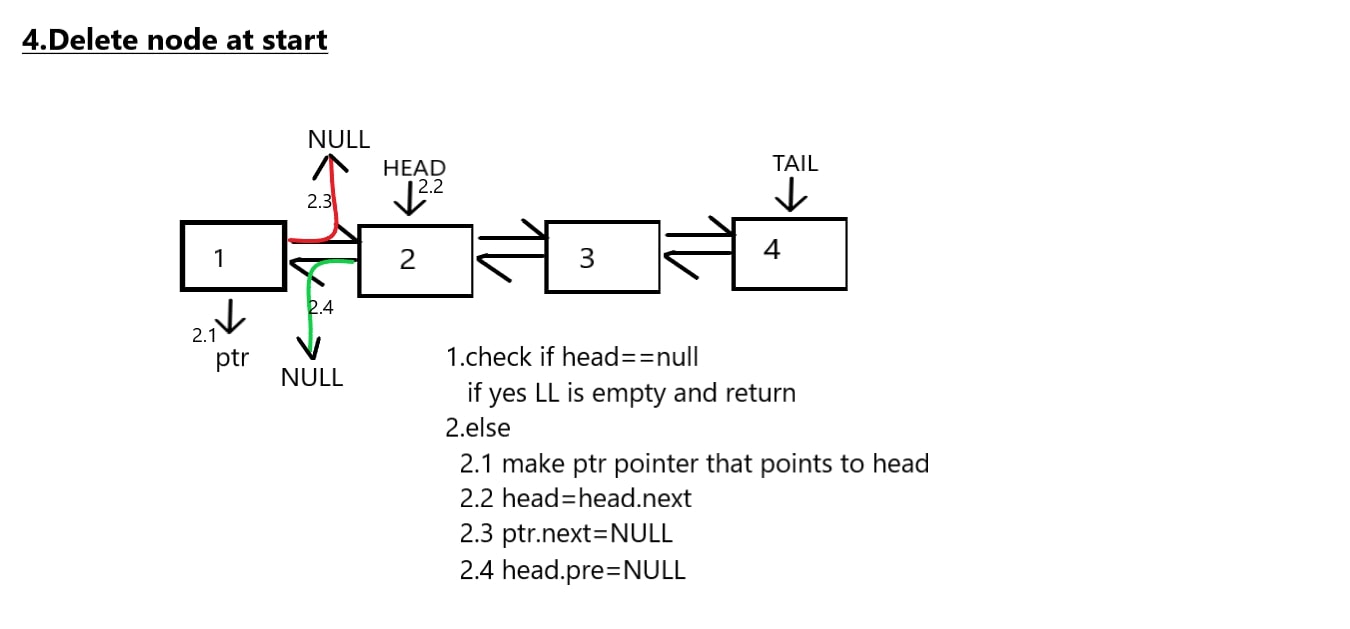 4.Delete node at start
NULL
HEAD
TAIL
2.2
2.3
1
2
3
4
2.4
2.1
ptr
NULL
1.check if head==null
if yes LL is empty and return
2.else
2.1 make ptr pointer that points to head
2.2 head=head.next
2.3 ptr.next=NULL
2.4 head.pre=NULL